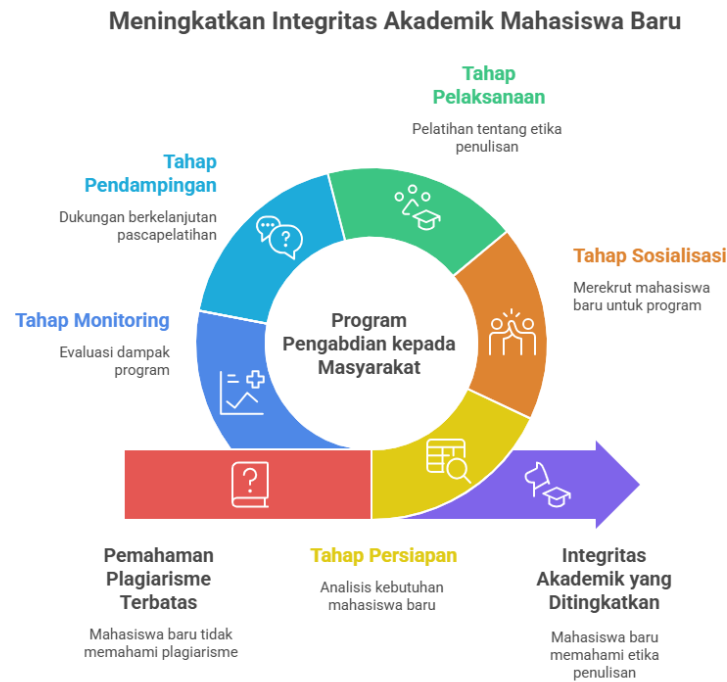 Meningkatkan Integritas Akademik Mahasiswa Baru
Tahap
Pelaksanaan
Pelatihan tentang etika
penulisan
Tahap
Pendampingan
Dukungan berkelanjutan
pascapelatihan
Tahap Sosialisasi
Merekrut mahasiswa
baru untuk program
Tahap Monitoring
Evaluasi dampak
program
Program
Pengabdian kepada
Masyarakat
Pemahaman
Plagiarisme
Terbatas
Mahasiswa baru tidak
memahami plagiarisme
Tahap Persiapan
Analisis kebutuhan
mahasiswa baru
Integritas
Akademik yang
Ditingkatkan
Mahasiswa baru
memahami etika
penulisan